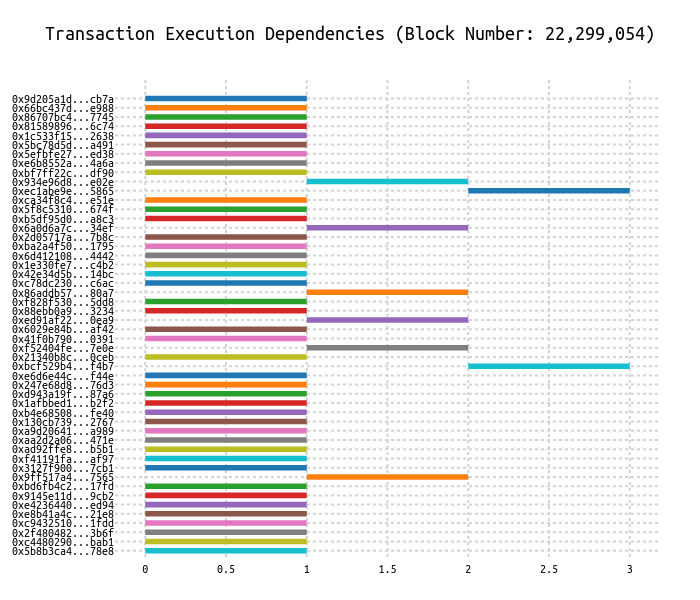 Transaction Execution Dependencies (Block Number: 22,299,054)
0x9d205a1d...cb7a
0x66bc437d...e988
0x86707bc4...7745
0x81589896...6c74
0x1c533f15...2638
0x5bc78d5d...a491
0x5efbfe27...ed38
0xe6b8552a...4a6a
0xbf7ff22c...df90
0x934e96d8...e02e
0xec1abe9e...5865
0xca34f8c4...e51e
0x5f8c5310...674f
0xb5df95d0...a8c3
0x6a0d6a7c...34ef
0x2d05717a...7b8c
0xba2a4f50...1795
0x6d412108...4442
0x1e330fe7...c4b2
0x42e34d5b...14bc
0xc78dc230...c6ac
0x86addb57...80a7
0xf828f530...5dd8
0x88ebb0a9...3234
0xed91af22...0ea9
0x6029e84b...af42
0x41f0b790...0391
0xf52404fe...7e0e
0x21340b8c...0ceb
0xbcf529b4...f4b7
0xe6d6e44c...f44e
0x247e68d8...76d3
0xd943a19f...87a6
0x1afbbed1...b2f2
0xb4e68508...fe40
0x130cb739...2767
0xa9d20641...a989
0xaa2d2a06...471e
0xad92ffe8...b5b1
0xf41191fa...af97
0x3127f900...7cb1
0x9ff517a4...7565
0xbd6fb4c2...17fd
0x9145e11d...9cb2
0xe4236440...ed94
0xe8b41a4c...21e8
0xc9432510...1fdd
0x2f480482...3b6f
0xc4480290...bab1
0x5b8b3ca4...78e8
0 0.5 1 1.5 2 2.5 3